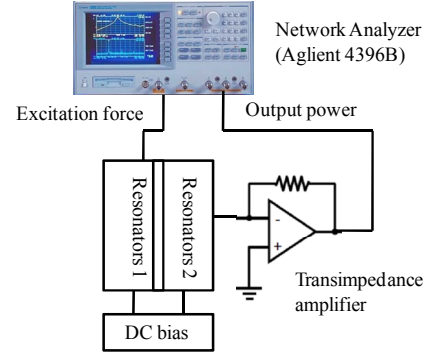 Network Analyzer
(Aglient 4396B)
Excitation force
Output power
Resonators 1
Resonators 2
-
+
Transimpedance
amplifier
DC bias